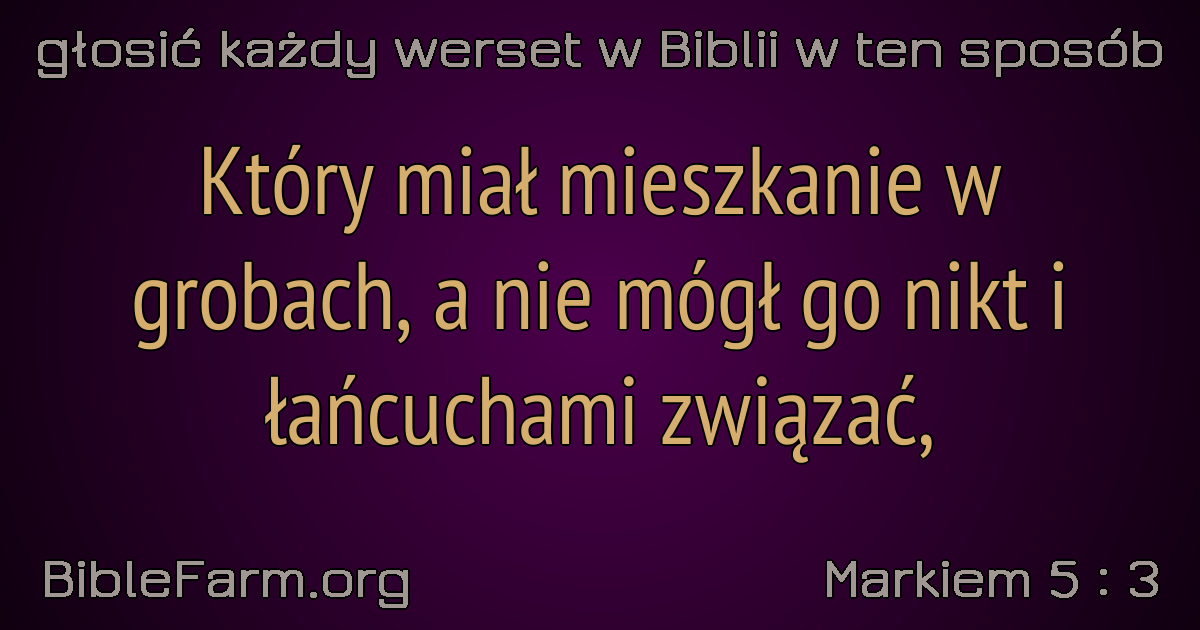 głosić każdy werset w Biblii w ten sposób
Który miał mieszkanie w
grobach, a nie mógł go nikt i
łańcuchami związać,
BibleFarm.org
Markiem 5 : 3